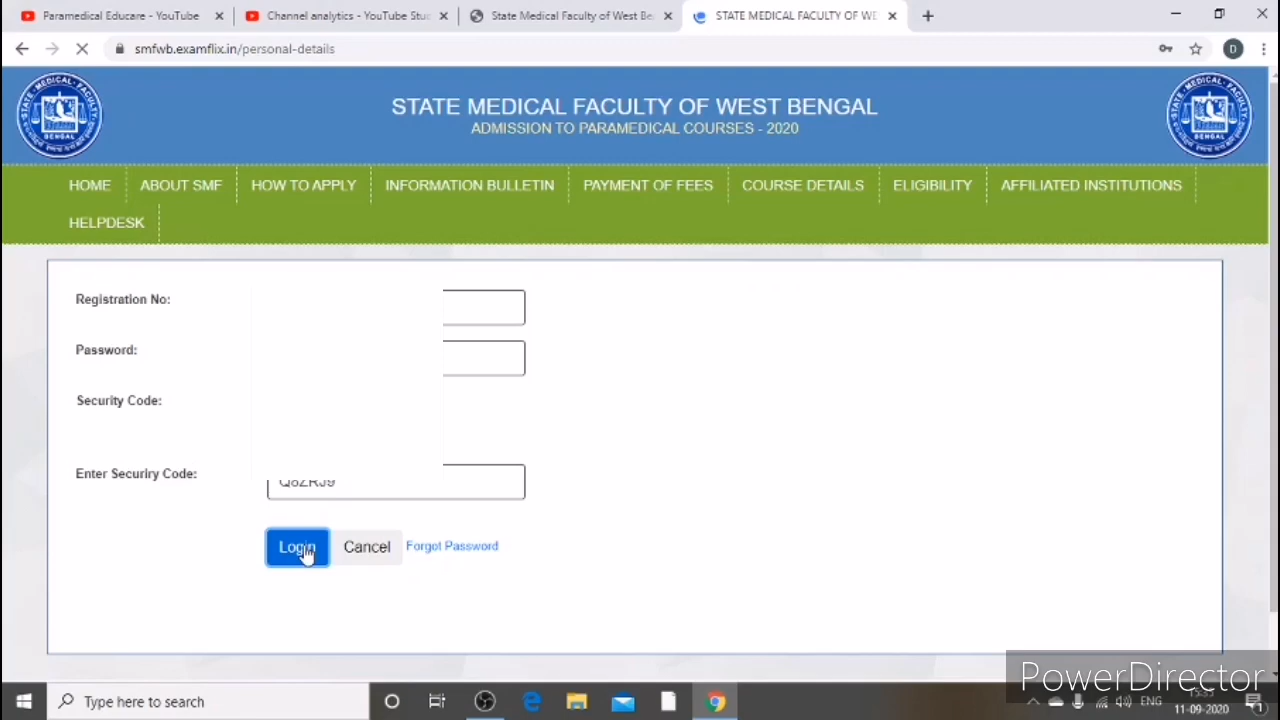 Paramedical Educare - YouTube
Channel analytics - YouTube Stud
State Medical Faculty of West Be
STATE MEDICAL FACULTY OF WE
smfwb.examflix.in/personal-details
D
STATE MEDICAL FACULTY OF WEST BENGAL
ADMISSION TO PARAMEDICAL COURSES - 2020
HOME
ABOUT SMF
HOW TO APPLY
INFORMATION BULLETIN
PAYMENT OF FEES
COURSE DETAILS
ELIGIBILITY
AFFILIATED INSTITUTIONS
HELPDESK
Registration No:
Password:
Security Code:
Enter Securiry Code:
Login
Cancel
Forgot Password
PowerDirector
Type here to search
ENG
11-09-2020